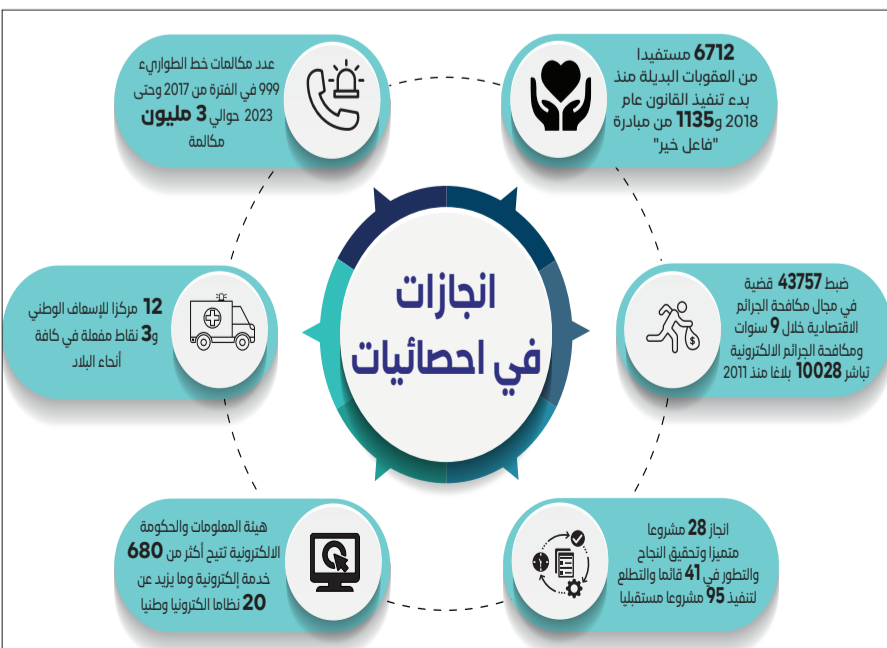 انجازات
في احصائيات
6712 مستفيدا
من العقوبات البديلة منذ
بدء تنفيذ القانون عام
2018 و1135 من مبادرة
"فاعل خير"
عدد مكالمات خط الطواريء
999 في الفترة من 2017 وحتى
2023 حوالي 3 مليون
مكالمة
ضبط 43757 قضية
في مجال مكافحة الجرائم
الاقتصادية خلال 9 سنوات
ومكافحة الجرائم الالكترونية
تباشر 10028 بلاغا منذ 2011
12 مركزا للإسعاف الوطني
و3 نقاط مفعلة في كافة
أنحاء البلاد
انجاز 28 مشروعا
متميزا وتحقيق النجاح
والتطور في 41 قائما والتطلع
لتنفيذ 95 مشروعا مستقبليا
هيئة المعلومات والحكومة
الالكترونية تتيح أكثر من 680
خدمة إلكترونية وما يزيد عن
20 نظاما الكترونيا وطنيا